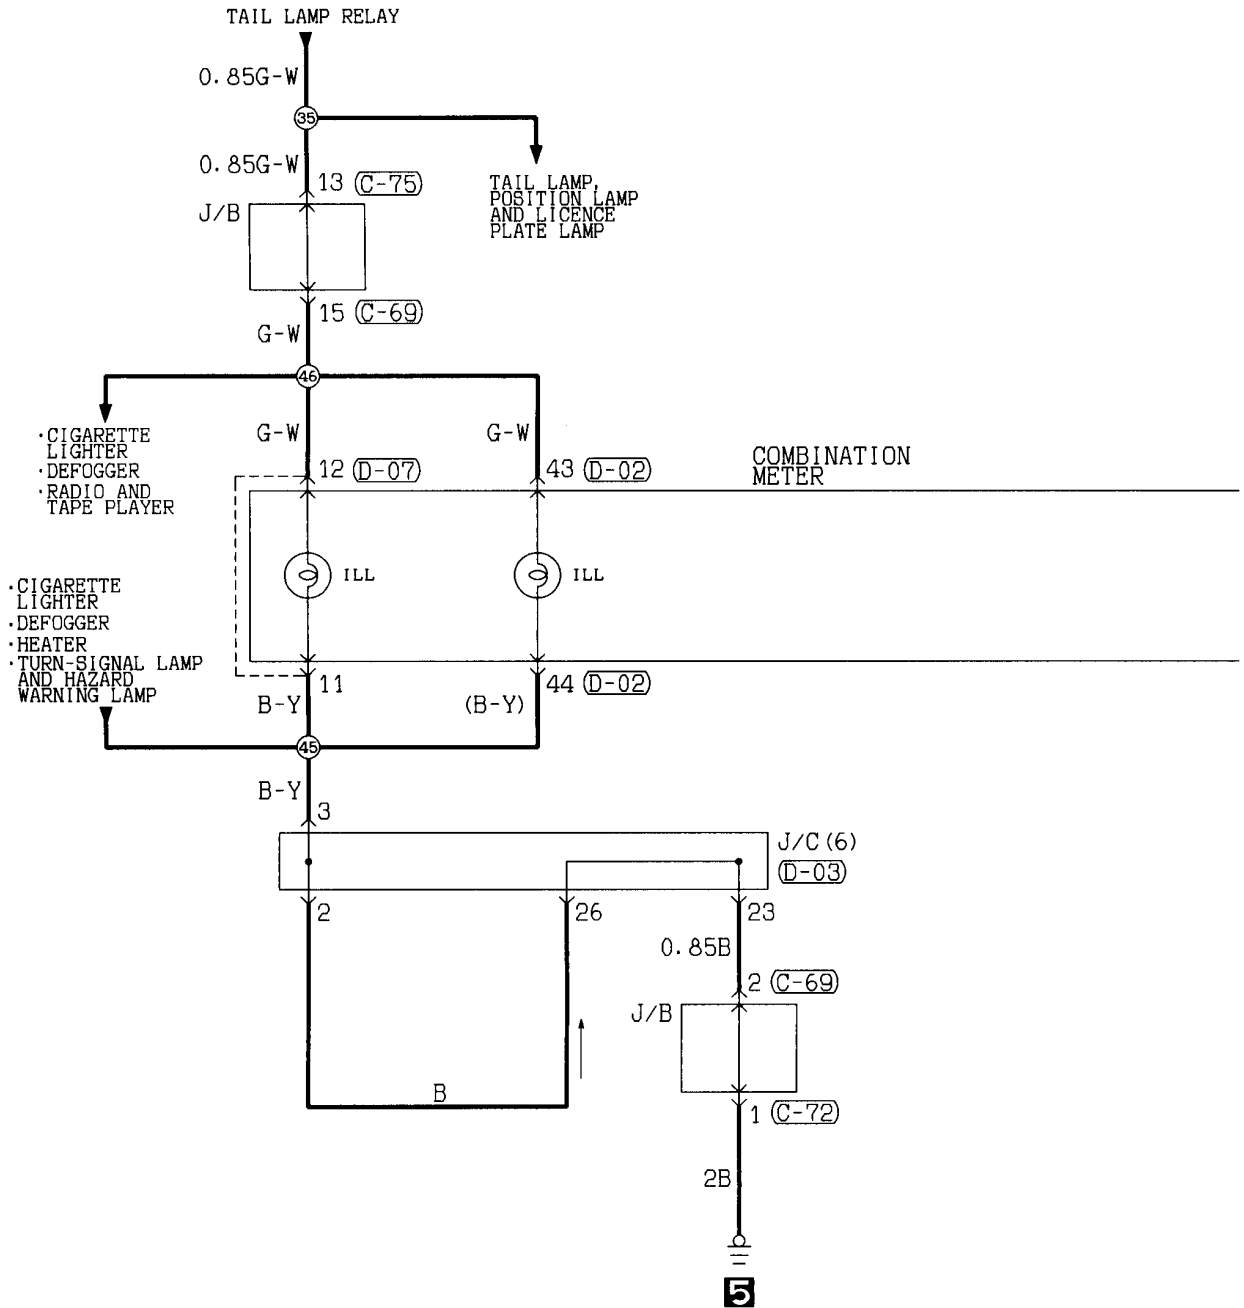 TAIL LAMP RELAY
0.85G-W
35
0.85G-W
13 C-75
TAIL LAMP,
POSITION LAMP
AND LICENCE
PLATE LAMP
J/B
15 C-69
G-W
46
·CIGARETTE
LIGHTER
·DEFOGGER
·RADIO AND
TAPE PLAYER
G-W
G-W
12 D-07
43 D-02
COMBINATION
METER
ILL
ILL
·CIGARETTE
LIGHTER
·DEFOGGER
·HEATER
·TURN-SIGNAL LAMP
AND HAZARD
WARNING LAMP
11
44 D-02
B-Y
(B-Y)
45
B-Y
3
J/C(6)
D-03
2
26
23
0.85B
2 C-69
J/B
B
1 C-72
2B
5